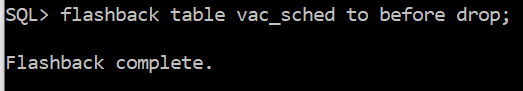 SQL> flashback table vac_sched to before drop;
Flashback complete.